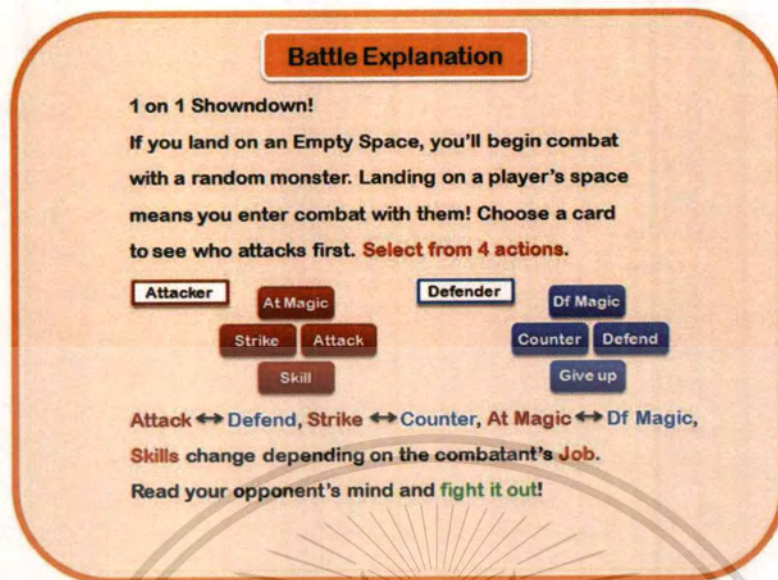 Battle Explanation
1 on 1 Showndown!
If you land on an Empty Space, you'll begin combat
with a random monster. Landing on a player's space
means you enter combat with them! Choose a card
to see who attacks first. Select from 4 actions.
Attacker
At Magic
Strike
Attack
Skill
Defender
Df Magic
Counter
Defend
Give up
Attack ↔ Defend, Strike ↔ Counter, At Magic ↔ Df Magic,
Skills change depending on the combatant's Job.
Read your opponent's mind and fight it out!